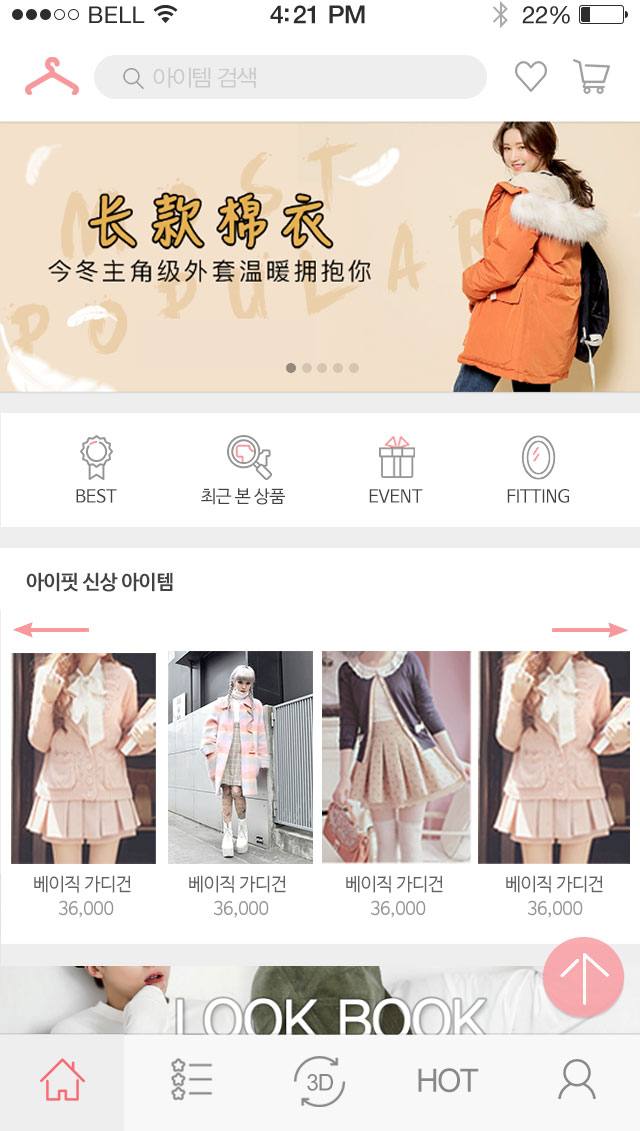 BELL 4:21 PM 22%
아이템 검색
MOST
长款棉衣
今冬主角级外套温暖拥抱你
POPULAR
BEST 최근 본 상품 EVENT FITTING
아이핏 신상 아이템
베이직 가디건 베이직 가디건 베이직 가디건 베이직 가디건
36,000 36,000 36,000 36,000
LOOK BOOK
3D HOT